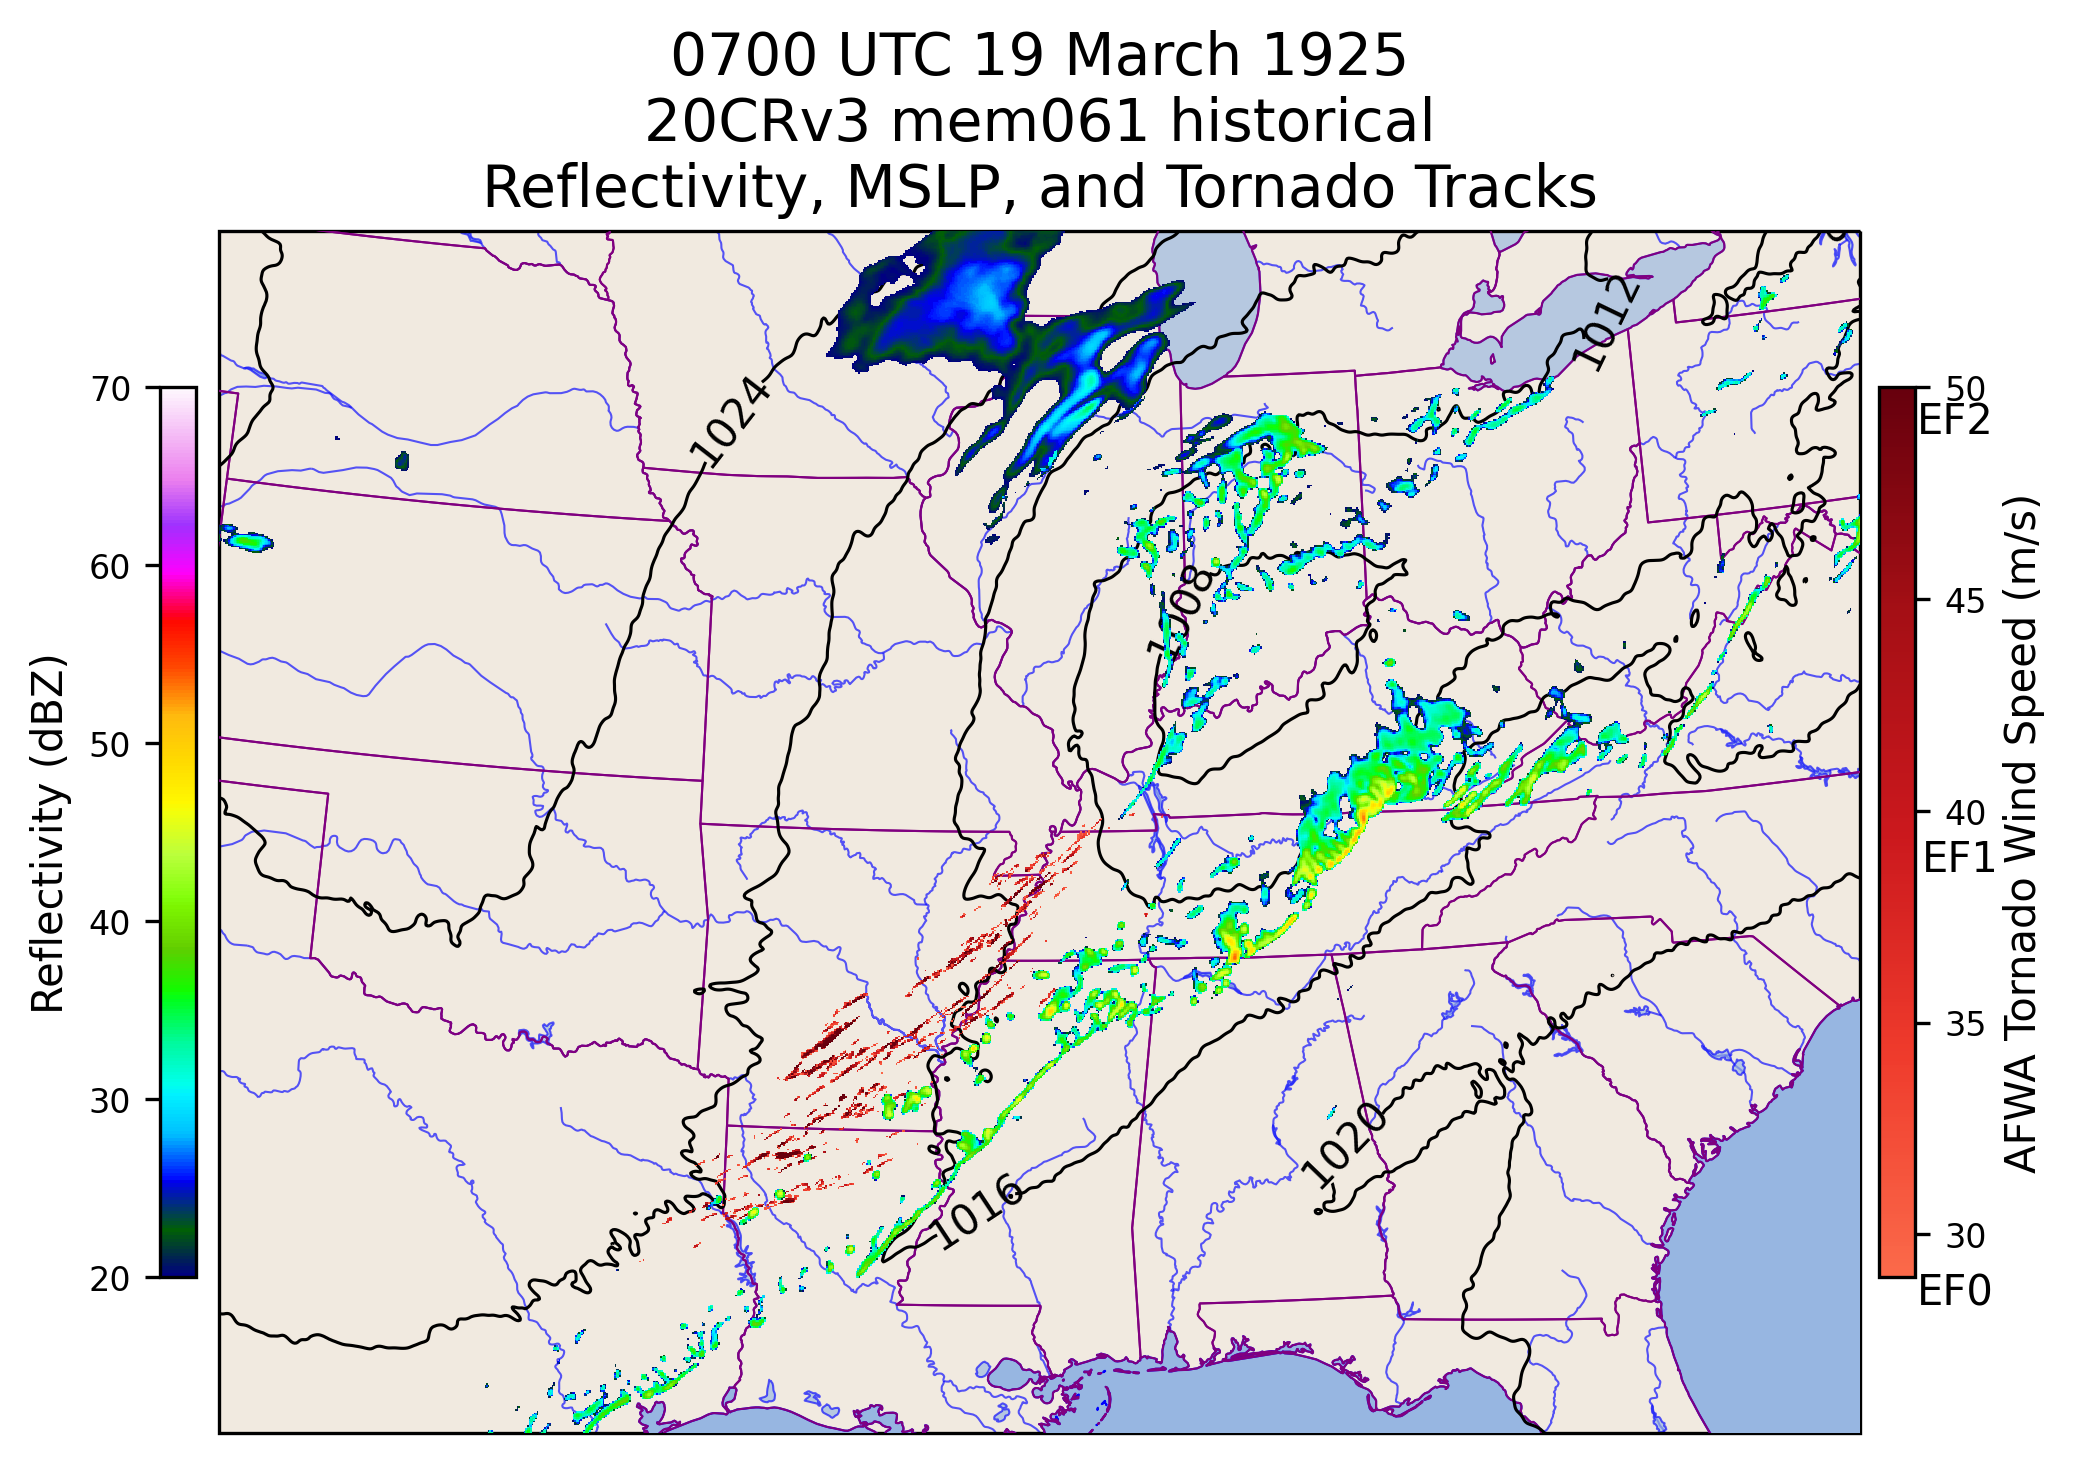 0700 UTC 19 March 1925
20CRv3 mem061 historical
Reflectivity, MSLP, and Tornado Tracks
70
60
50
40
30
20
Reflectivity (dBZ)
1024
1012
1008
1016
1020
50
EF2
45
40
EF1
35
30
EF0
AFWA Tornado Wind Speed (m/s)